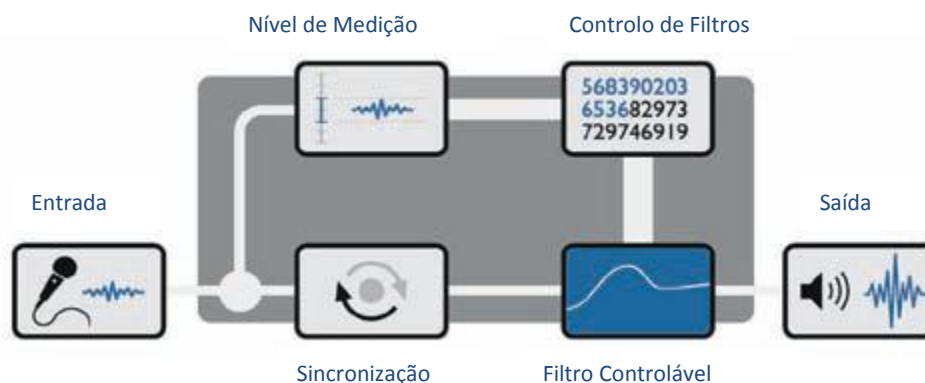 Nível de Medição
Controlo de Filtros
568390203
653682973
729746919
Entrada
Saída
Sincronização
Filtro Controlável